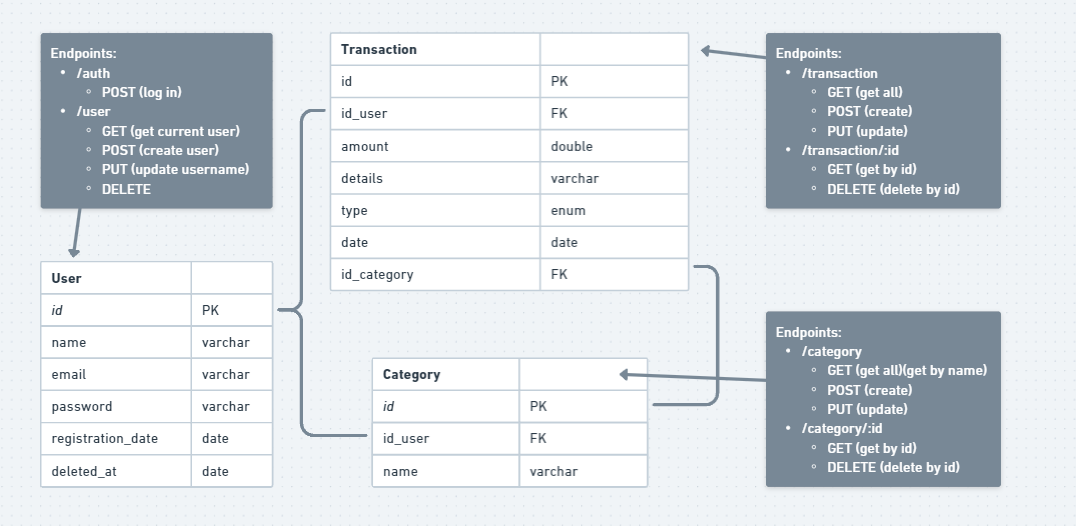 Endpoints:
• /auth
◦ POST (log in)
• /user
◦ GET (get current user)
◦ POST (create user)
◦ PUT (update username)
◦ DELETE
User
id PK
name varchar
email varchar
password varchar
registration_date date
deleted_at date
Transaction
id PK
id_user FK
amount double
details varchar
type enum
date date
id_category FK
Category
id PK
id_user FK
name varchar
Endpoints:
• /transaction
◦ GET (get all)
◦ POST (create)
◦ PUT (update)
• /transaction/:id
◦ GET (get by id)
◦ DELETE (delete by id)
Endpoints:
• /category
◦ GET (get all)(get by name)
◦ POST (create)
◦ PUT (update)
• /category/:id
◦ GET (get by id)
◦ DELETE (delete by id)